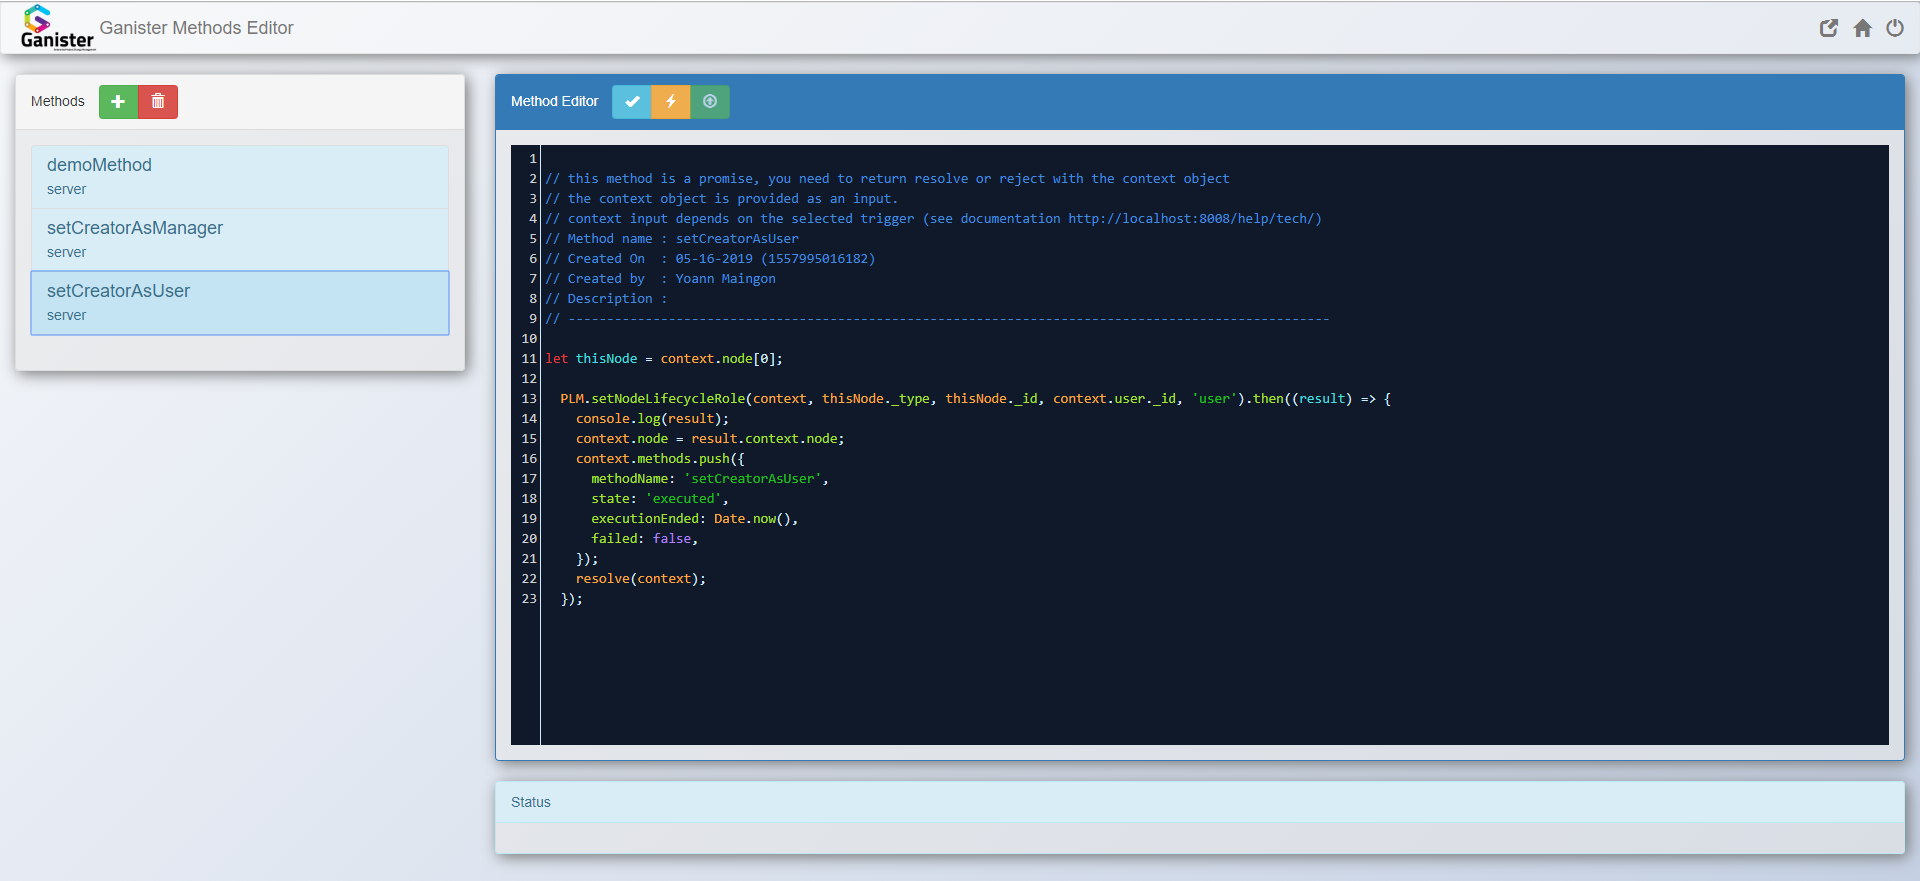 Ganister
Ganister Methods Editor
Methods
demoMethod
server
setCreatorAsManager
server
setCreatorAsUser
server
Method Editor
1
2 // this method is a promise, you need to return resolve or reject with the context object
3 // the context object is provided as an input.
4 // context input depends on the selected trigger (see documentation http://localhost:8008/help/tech/)
5 // Method name : setCreatorAsUser
6 // Created On  : 05-16-2019 (1557995016182)
7 // Created by  : Yoann Maingon
8 // Description :
9 // ---------------------------------------------------------------------------------------------------
10
11 let thisNode = context.node[0];
12
13   PLM.setNodeLifecycleRole(context, thisNode._type, thisNode._id, context.user._id, 'user').then((result) => {
14     console.log(result);
15     context.node = result.context.node;
16     context.methods.push({
17       methodName: 'setCreatorAsUser',
18       state: 'executed',
19       executionEnded: Date.now(),
20       failed: false,
21     });
22     resolve(context);
23   });
Status